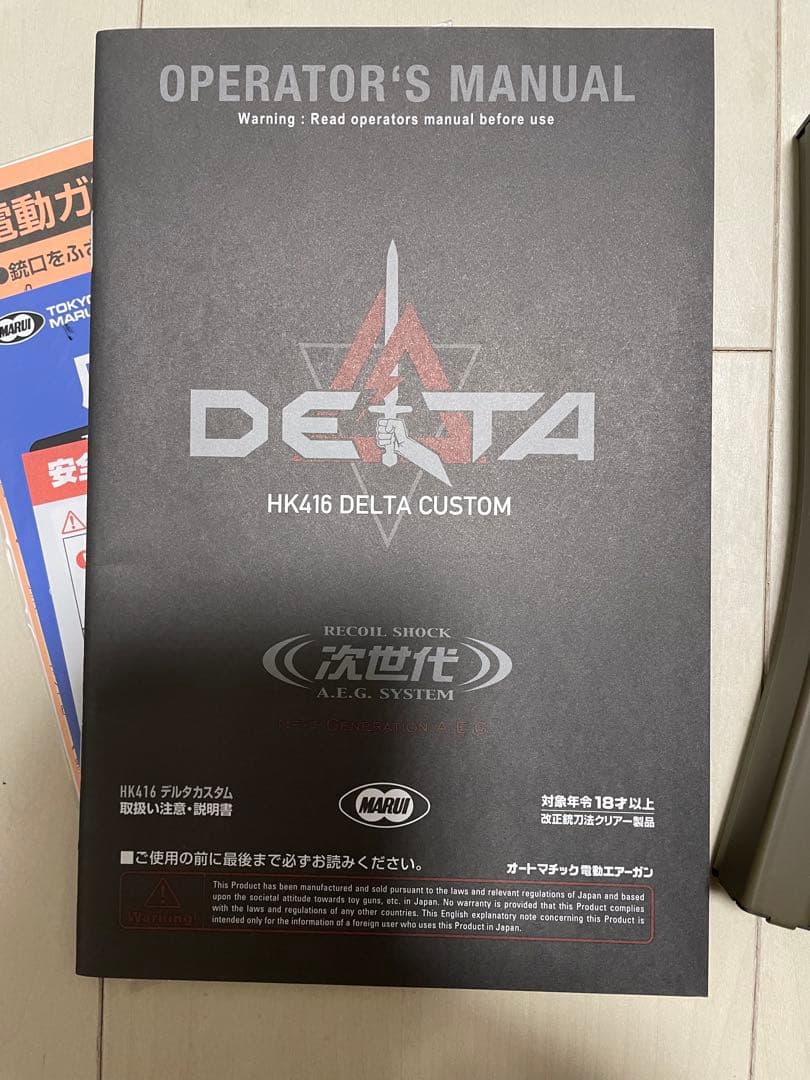 OPERATOR‘S MANUAL
Warning : Read operators manual before use
DELTA
HK416 DELTA CUSTOM
RECOIL SHOCK
次世代
A.E.G. SYSTEM
NEXT GENERATION A.E.G.
HK416 デルタカスタム
取扱い注意・説明書
MARUI
対象年令18才以上
改正銃刀法クリアー製品
■ご使用の前に最後まで必ずお読みください。
オートマチック電動エアーガン
Warning!
This Product has been manufactured and sold pursuant to the laws and relevant regulations of Japan and based
upon the societal attitude towards toy guns, etc. in Japan. No warranty is provided that this Product complies
with the laws and regulations of any other countries. This English explanatory note concerning this Product is
intended only for the information of a foreign user who uses this Product in Japan.
電動ガ
●銃口をふさ
MARUI
TOKYO
MARU
安全